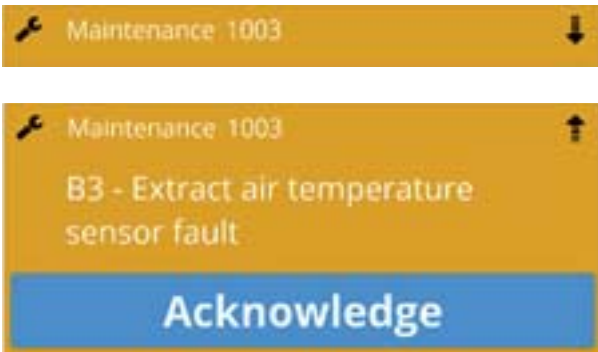 Maintenance 1003
Maintenance 1003
B3 - Extract air temperature
sensor fault
Acknowledge